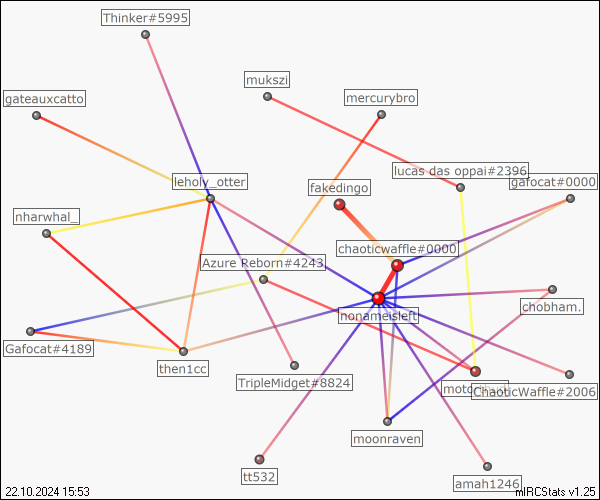 Thinker#5995
mukszi
gateauxcatto
mercurybro
lucas das oppai#2396
leholy_otter
fakedingo
gafocat#0000
nharwhal_
chaoticwaffle#0000
Azure Reborn#4243
chobham.
nonameisleft
Gafocat#4189
then1cc
TripleMidget#8824
ChaoticWaffle#2006
moonraven
tt532
amah1246
22.10.2024 15:53
mIRCStats v1.25